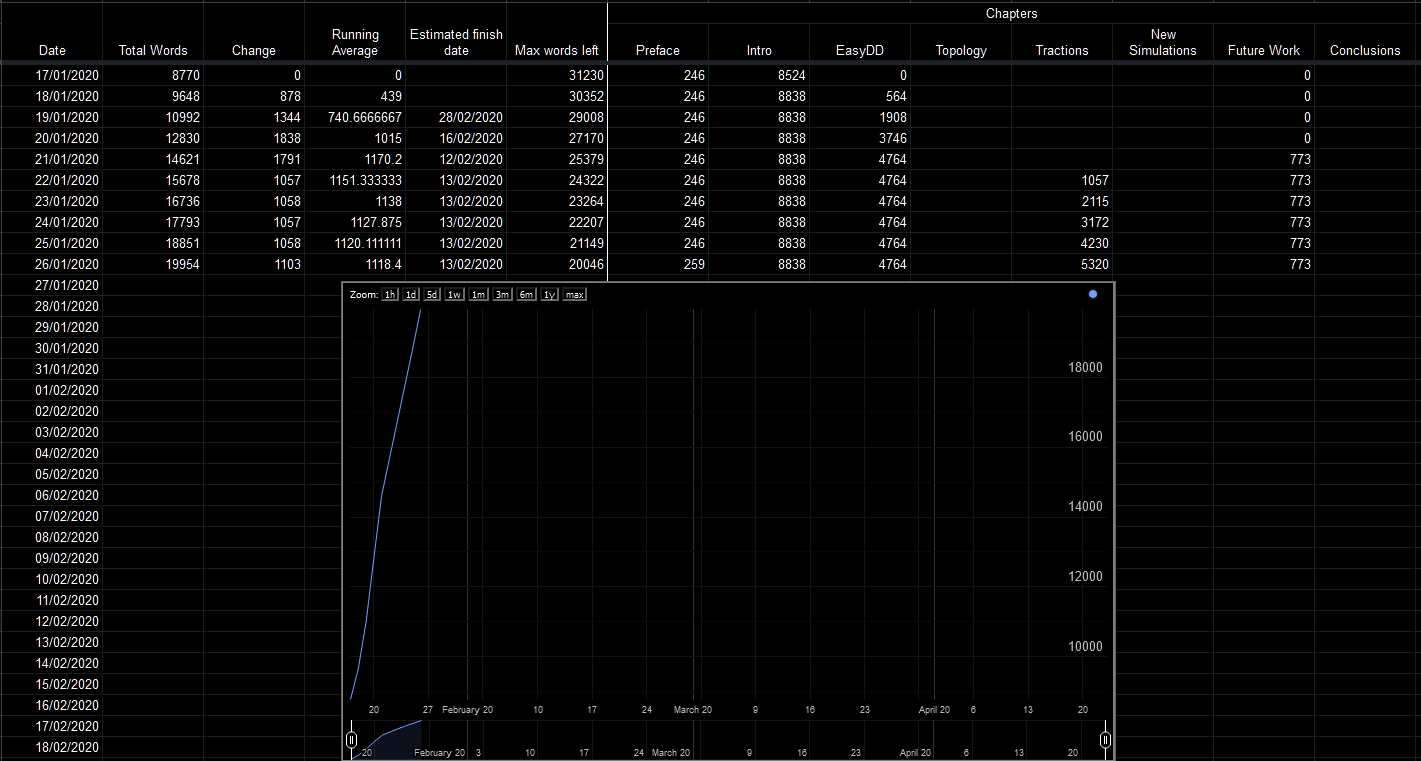 Chapters
Date Total Words Change Running Average Estimated finish date Max words left Preface Intro EasyDD Topology Tractions New Simulations Future Work Conclusions
17/01/2020 8770 0 0 31230 246 8524 0 0
18/01/2020 9648 878 439 30352 246 8838 564 0
19/01/2020 10992 1344 740.6666667 28/02/2020 29008 246 8838 1908 0
20/01/2020 12830 1838 1015 16/02/2020 27170 246 8838 3746 0
21/01/2020 14621 1791 1170.2 12/02/2020 25379 246 8838 4764 773
22/01/2020 15678 1057 1151.333333 13/02/2020 24322 246 8838 4764 1057 773
23/01/2020 16736 1058 1138 13/02/2020 23264 246 8838 4764 2115 773
24/01/2020 17793 1057 1127.875 13/02/2020 22207 246 8838 4764 3172 773
25/01/2020 18851 1058 1120.111111 13/02/2020 21149 246 8838 4764 4230 773
26/01/2020 19954 1103 1118.4 13/02/2020 20046 259 8838 4764 5320 773
27/01/2020
28/01/2020
29/01/2020
30/01/2020
31/01/2020
01/02/2020
02/02/2020
03/02/2020
04/02/2020
05/02/2020
06/02/2020
07/02/2020
08/02/2020
09/02/2020
10/02/2020
11/02/2020
12/02/2020
13/02/2020
14/02/2020
15/02/2020
16/02/2020
17/02/2020
18/02/2020
Zoom: 1h 1d 5d 1w 1m 3m 6m 1y max
18000
16000
14000
12000
10000
20 27 February 20 10 17 24 March 20 9 16 23 April 20 6 13 20
20 February 20 3 10 17 24 March 20 9 16 23 April 20 6 13 20